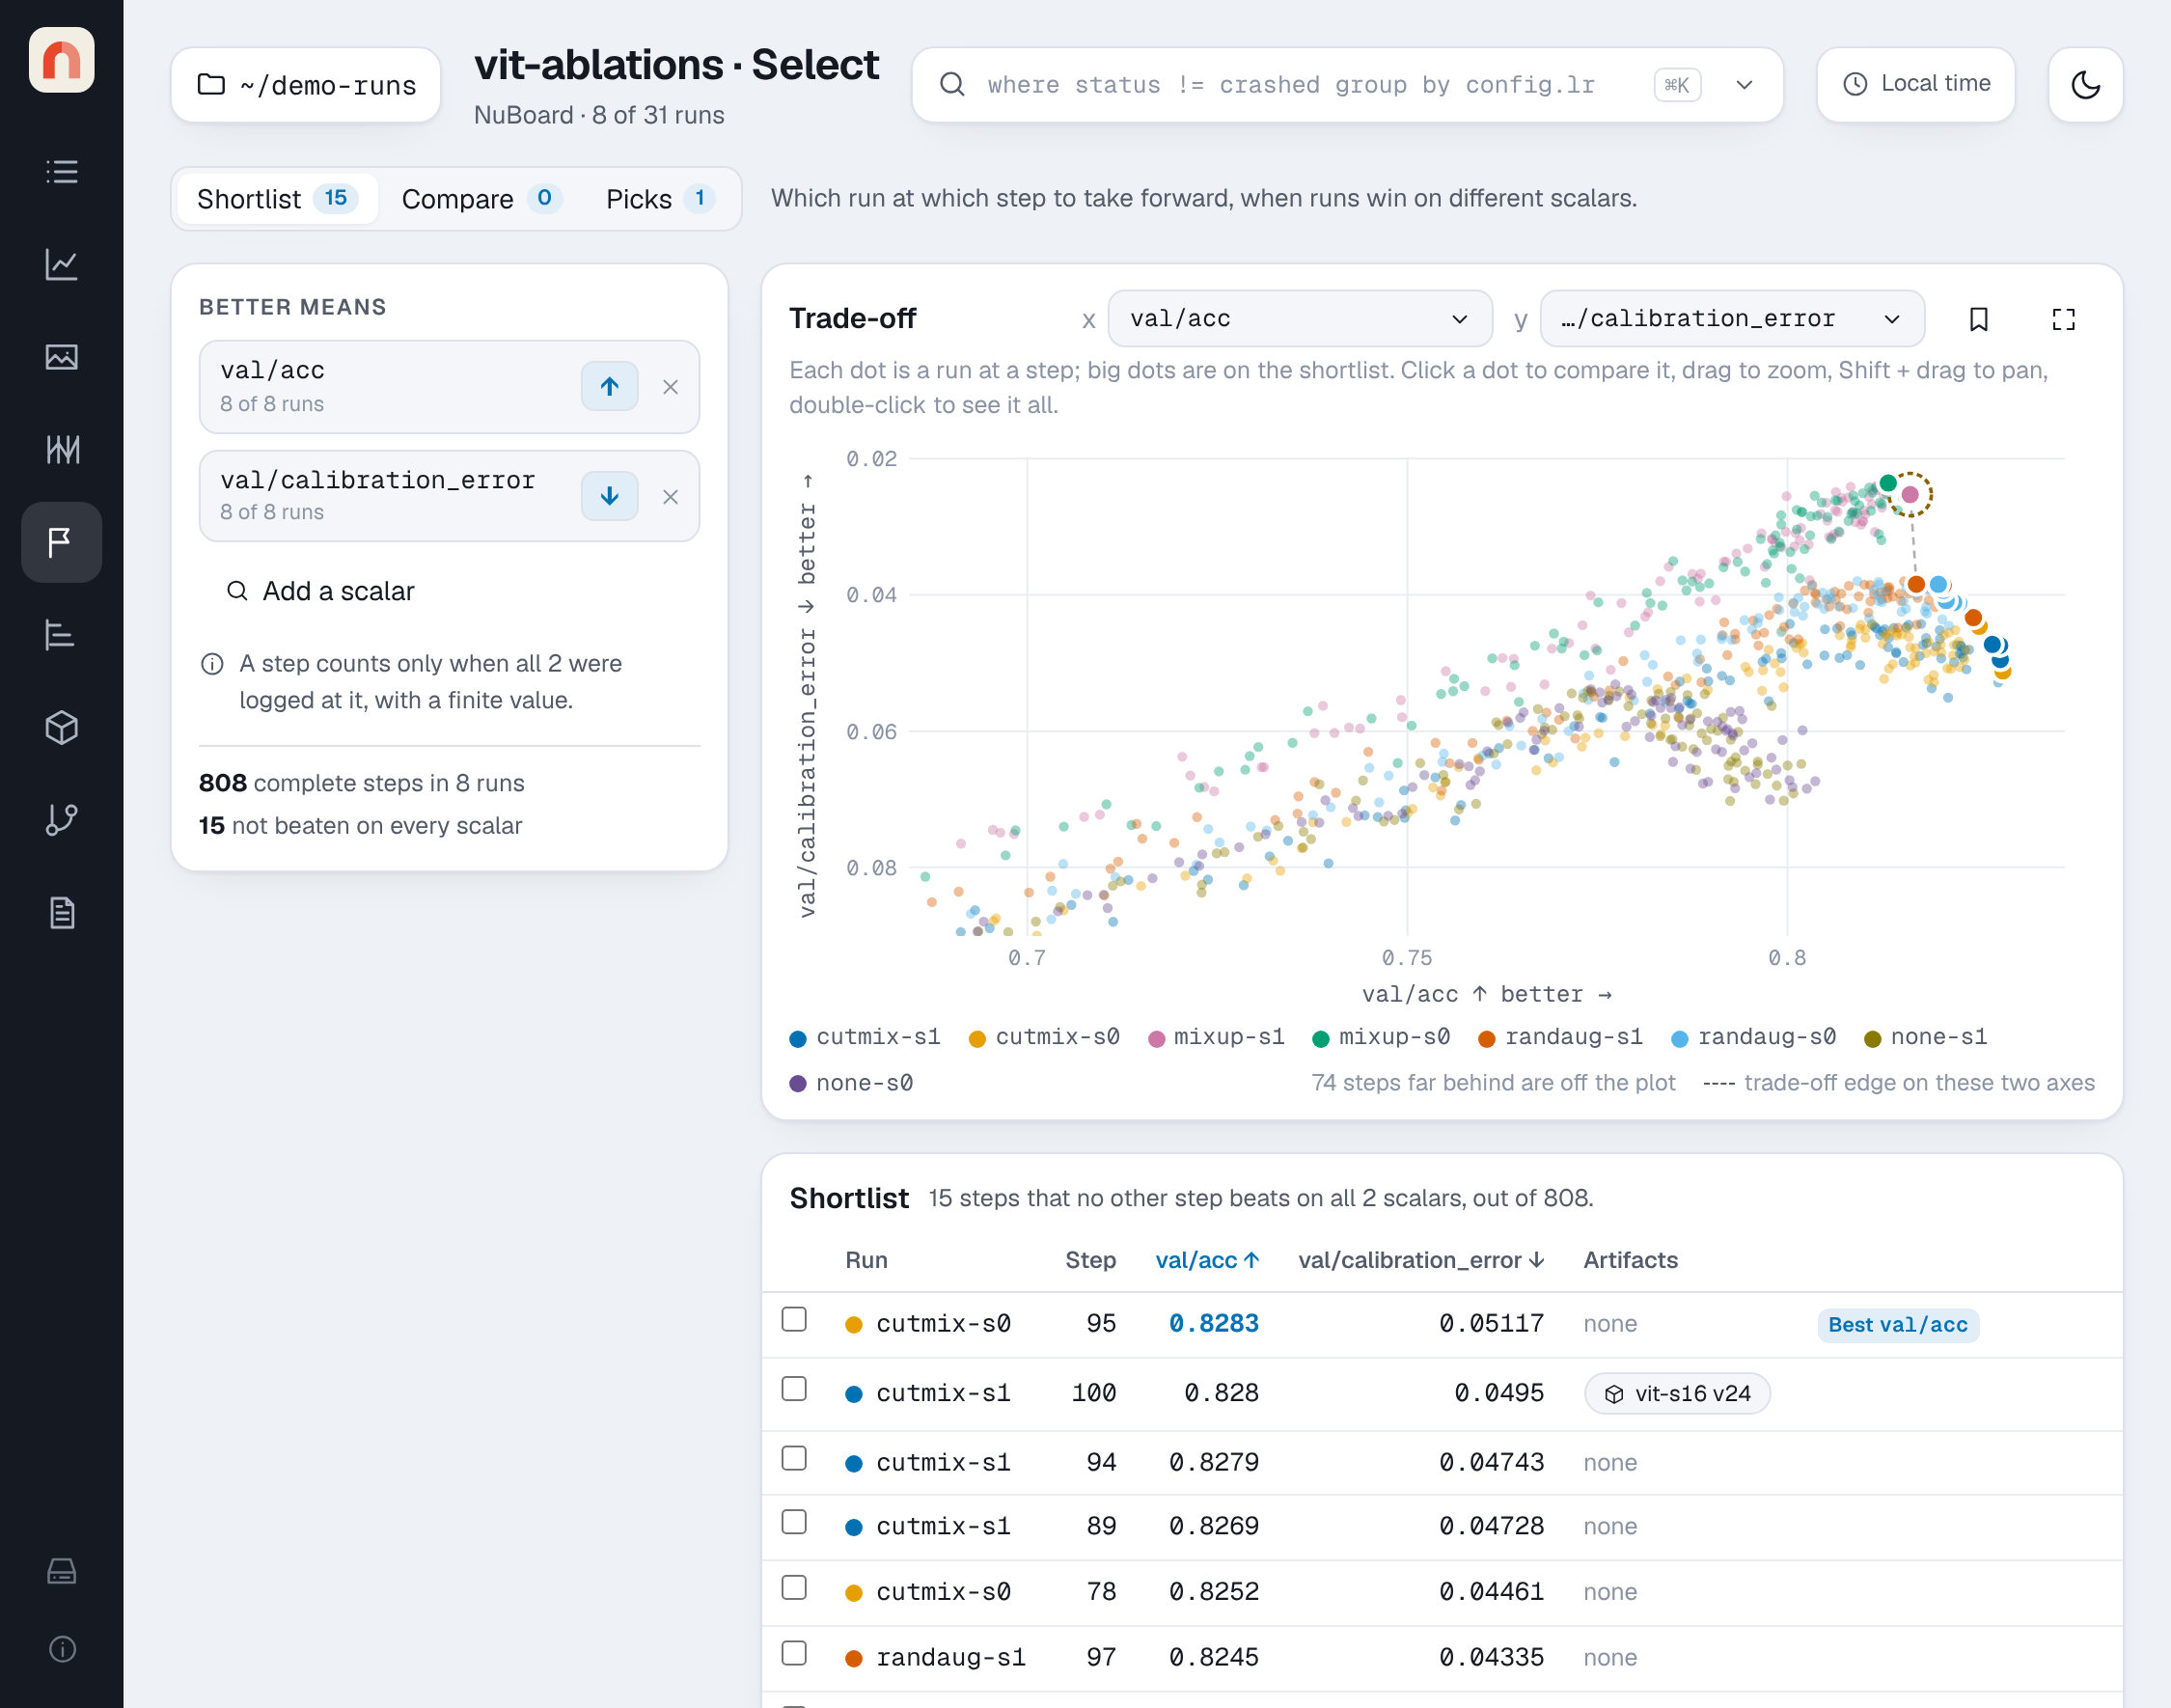 ~/demo-runs
vit-ablations · Select
NuBoard · 8 of 31 runs
where status != crashed group by config.lr
⌘K
Local time
Shortlist 15
Compare 0
Picks 1
Which run at which step to take forward, when runs win on different scalars.
BETTER MEANS
val/acc
8 of 8 runs
val/calibration_error
8 of 8 runs
Add a scalar
A step counts only when all 2 were
logged at it, with a finite value.
808 complete steps in 8 runs
15 not beaten on every scalar
Trade-off
x val/acc
y …/calibration_error
Each dot is a run at a step; big dots are on the shortlist. Click a dot to compare it, drag to zoom, Shift + drag to pan,
double-click to see it all.
val/calibration_error ↓ better →
0.02
0.04
0.06
0.08
0.7 0.75 0.8
val/acc ↑ better →
cutmix-s1 cutmix-s0 mixup-s1 mixup-s0 randaug-s1 randaug-s0 none-s1
none-s0 74 steps far behind are off the plot ---- trade-off edge on these two axes
Shortlist 15 steps that no other step beats on all 2 scalars, out of 808.
Run Step val/acc ↑ val/calibration_error ↓ Artifacts
cutmix-s0 95 0.8283 0.05117 none Best val/acc
cutmix-s1 100 0.828 0.0495 vit-s16 v24
cutmix-s1 94 0.8279 0.04743 none
cutmix-s1 89 0.8269 0.04728 none
cutmix-s0 78 0.8252 0.04461 none
randaug-s1 97 0.8245 0.04335 none